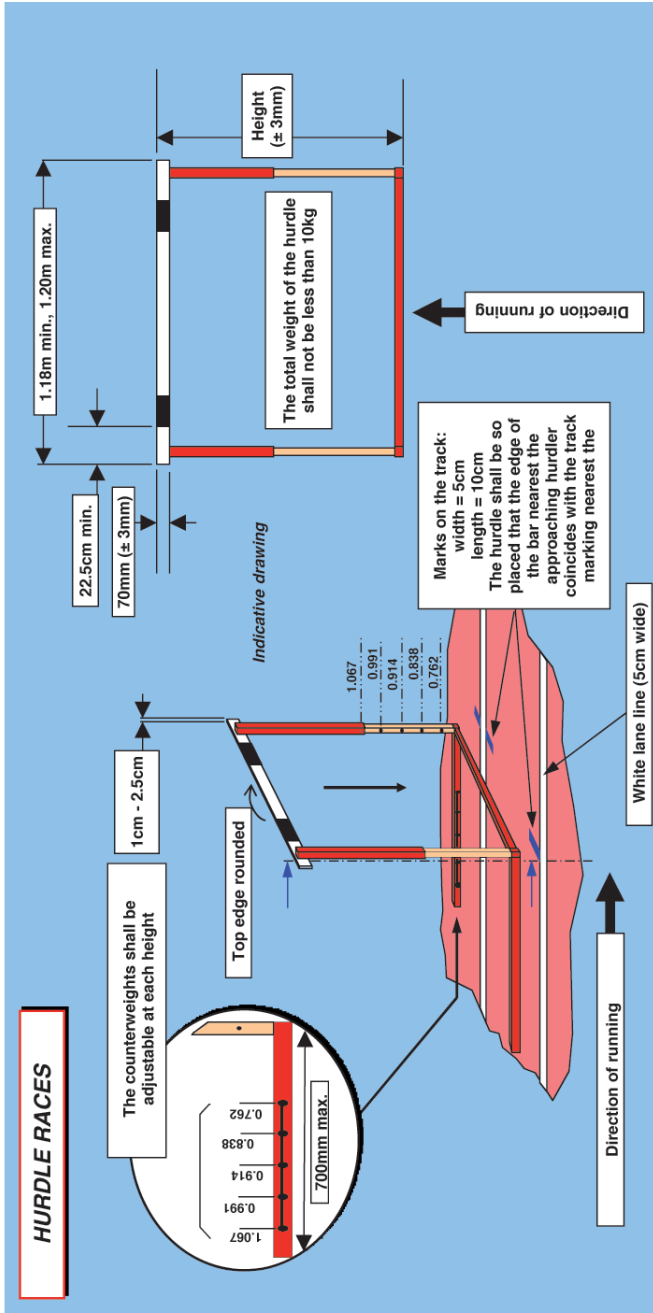 HURDLE RACES
The counterweights shall be
adjustable at each height
1cm - 2.5cm
Top edge rounded
1.067
0.991
0.914
0.838
0.762
700mm max.
1.067
0.991
0.914
0.838
0.762
Direction of running
White lane line (5cm wide)
Marks on the track:
width = 5cm
length = 10cm
The hurdle shall be so
placed that the edge of
the bar nearest the
approaching hurdler
coincides with the track
marking nearest the
Indicative drawing
22.5cm min.
70mm (± 3mm)
1.18m min., 1.20m max.
The total weight of the hurdle
shall not be less than 10kg
Height
(± 3mm)
Direction of running